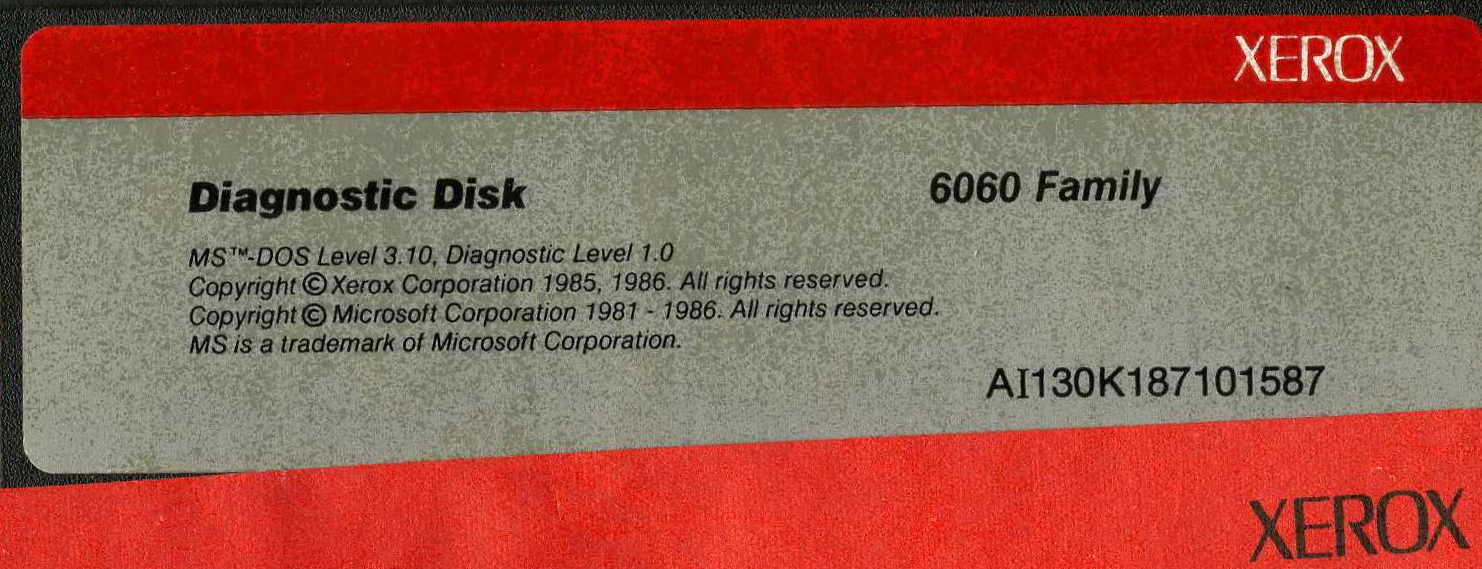 XEROX
Diagnostic Disk 6060 Family
MS™-DOS Level 3.10, Diagnostic Level 1.0
Copyright © Xerox Corporation 1985, 1986. All rights reserved.
Copyright © Microsoft Corporation 1981 - 1986. All rights reserved.
MS is a trademark of Microsoft Corporation.
AI130K187101587
XEROX